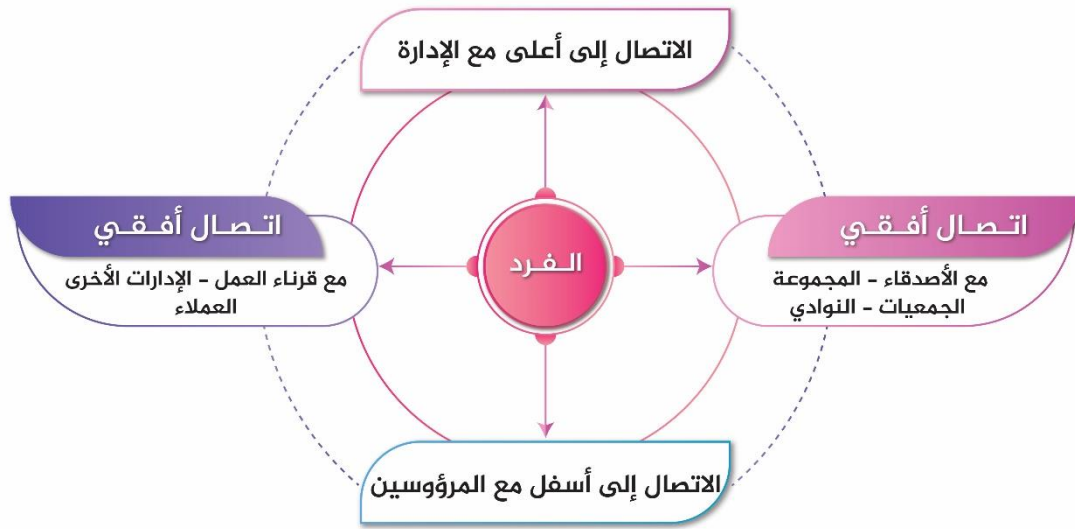 الاتصال إلى أعلى مع الإدارة
اتـصـال أفـقـي
مع الأصدقاء - المجموعة
الجمعيات - النوادي
الـفـرد
اتـصـال أفـقـي
مع قرناء العمل - الإدارات الأخرى
العملاء
الاتصال إلى أسفل مع المرؤوسين